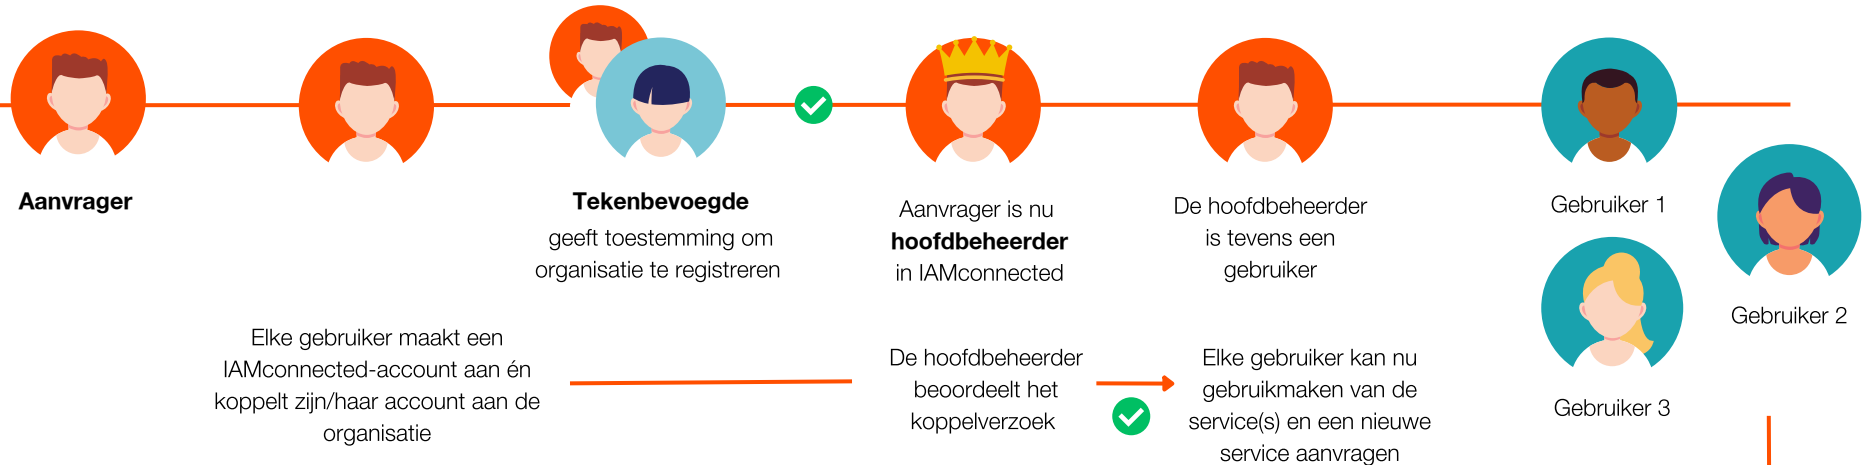 Aanvrager
Tekenbevoegde
geeft toestemming om
organisatie te registreren
Aanvrager is nu
hoofdbeheerder
in IAMconnected
De hoofdbeheerder
is tevens een
gebruiker
Gebruiker 1
Gebruiker 2
Gebruiker 3
Elke gebruiker maakt een
IAMconnected-account aan én
koppelt zijn/haar account aan de
organisatie
De hoofdbeheerder
beoordeelt het
koppelverzoek
Elke gebruiker kan nu
gebruikmaken van de
service(s) en een nieuwe
service aanvragen